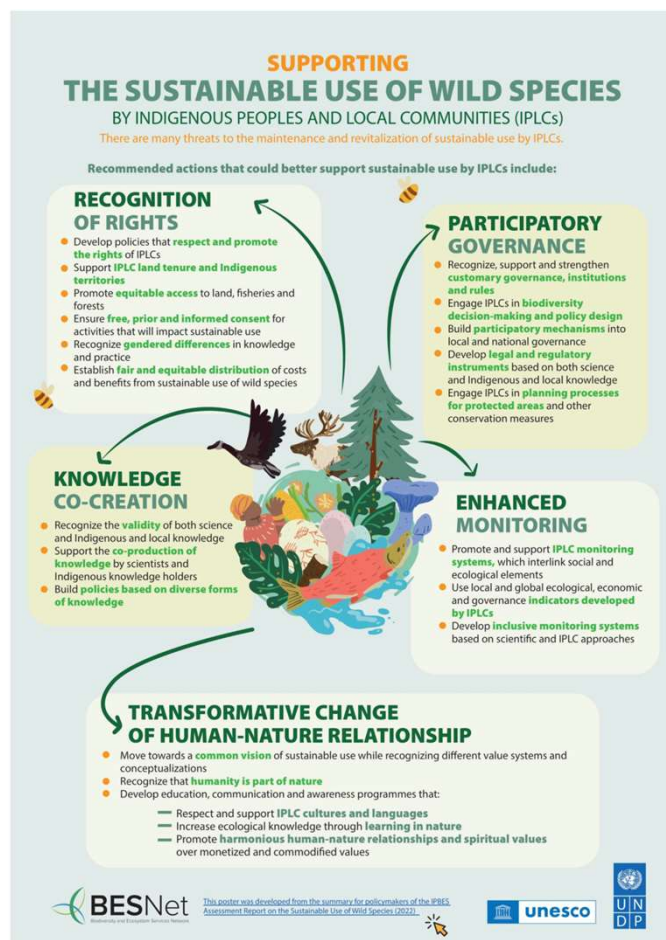 SUPPORTING
THE SUSTAINABLE USE OF WILD SPECIES
BY INDIGENOUS PEOPLES AND LOCAL COMMUNITIES (IPLCs)
There are many threats to the maintenance and revitalization of sustainable use by IPLCs.
Recommended actions that could better support sustainable use by IPLCs include:
RECOGNITION
OF RIGHTS
Develop policies that respect and promote
the rights of IPLCs
Support IPLC land tenure and Indigenous
territories
Promote equitable access to land, fisheries and
forests
Ensure free, prior and informed consent for
activities that will impact sustainable use
Recognize gendered differences in knowledge
and practice
Establish fair and equitable distribution of costs
and benefits from sustainable use of wild species
PARTICIPATORY
GOVERNANCE
Recognize, support and strengthen
customary governance, institutions
and rules
Engage IPLCs in biodiversity
decision-making and policy design
Build participatory mechanisms into
local and national governance
Develop legal and regulatory
instruments based on both science
and Indigenous and local knowledge
Engage IPLCs in planning processes
for protected areas and other
conservation measures
KNOWLEDGE
CO-CREATION
Recognize the validity of both science
and Indigenous and local knowledge
Support the co-production of
knowledge by scientists and
Indigenous knowledge holders
Build policies based on diverse forms
of knowledge
ENHANCED
MONITORING
Promote and support IPLC monitoring
systems, which interlink social and
ecological elements
Use local and global ecological, economic
and governance indicators developed
by IPLCs
Develop inclusive monitoring systems
based on scientific and IPLC approaches
TRANSFORMATIVE CHANGE
OF HUMAN-NATURE RELATIONSHIP
Move towards a common vision of sustainable use while recognizing different value systems and
conceptualizations
Recognize that humanity is part of nature
Develop education, communication and awareness programmes that:
Respect and support IPLC cultures and languages
Increase ecological knowledge through learning in nature
Promote harmonious human-nature relationships and spiritual values
over monetized and commodified values
BESNet
Biodiversity and Ecosystem Services Network
This poster was developed from the summary for policymakers of the IPBES
Assessment Report on the Sustainable Use of Wild Species (2022)
unesco
U N
D P